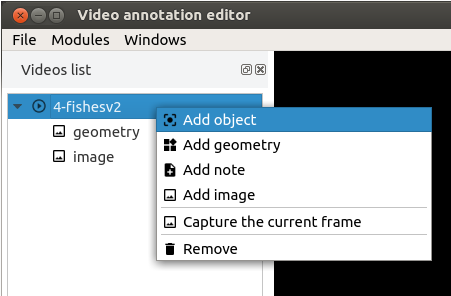 Video annotation editor
File Modules Windows
Videos list
4-fishesv2
geometry
image
Add object
Add geometry
Add note
Add image
Capture the current frame
Remove